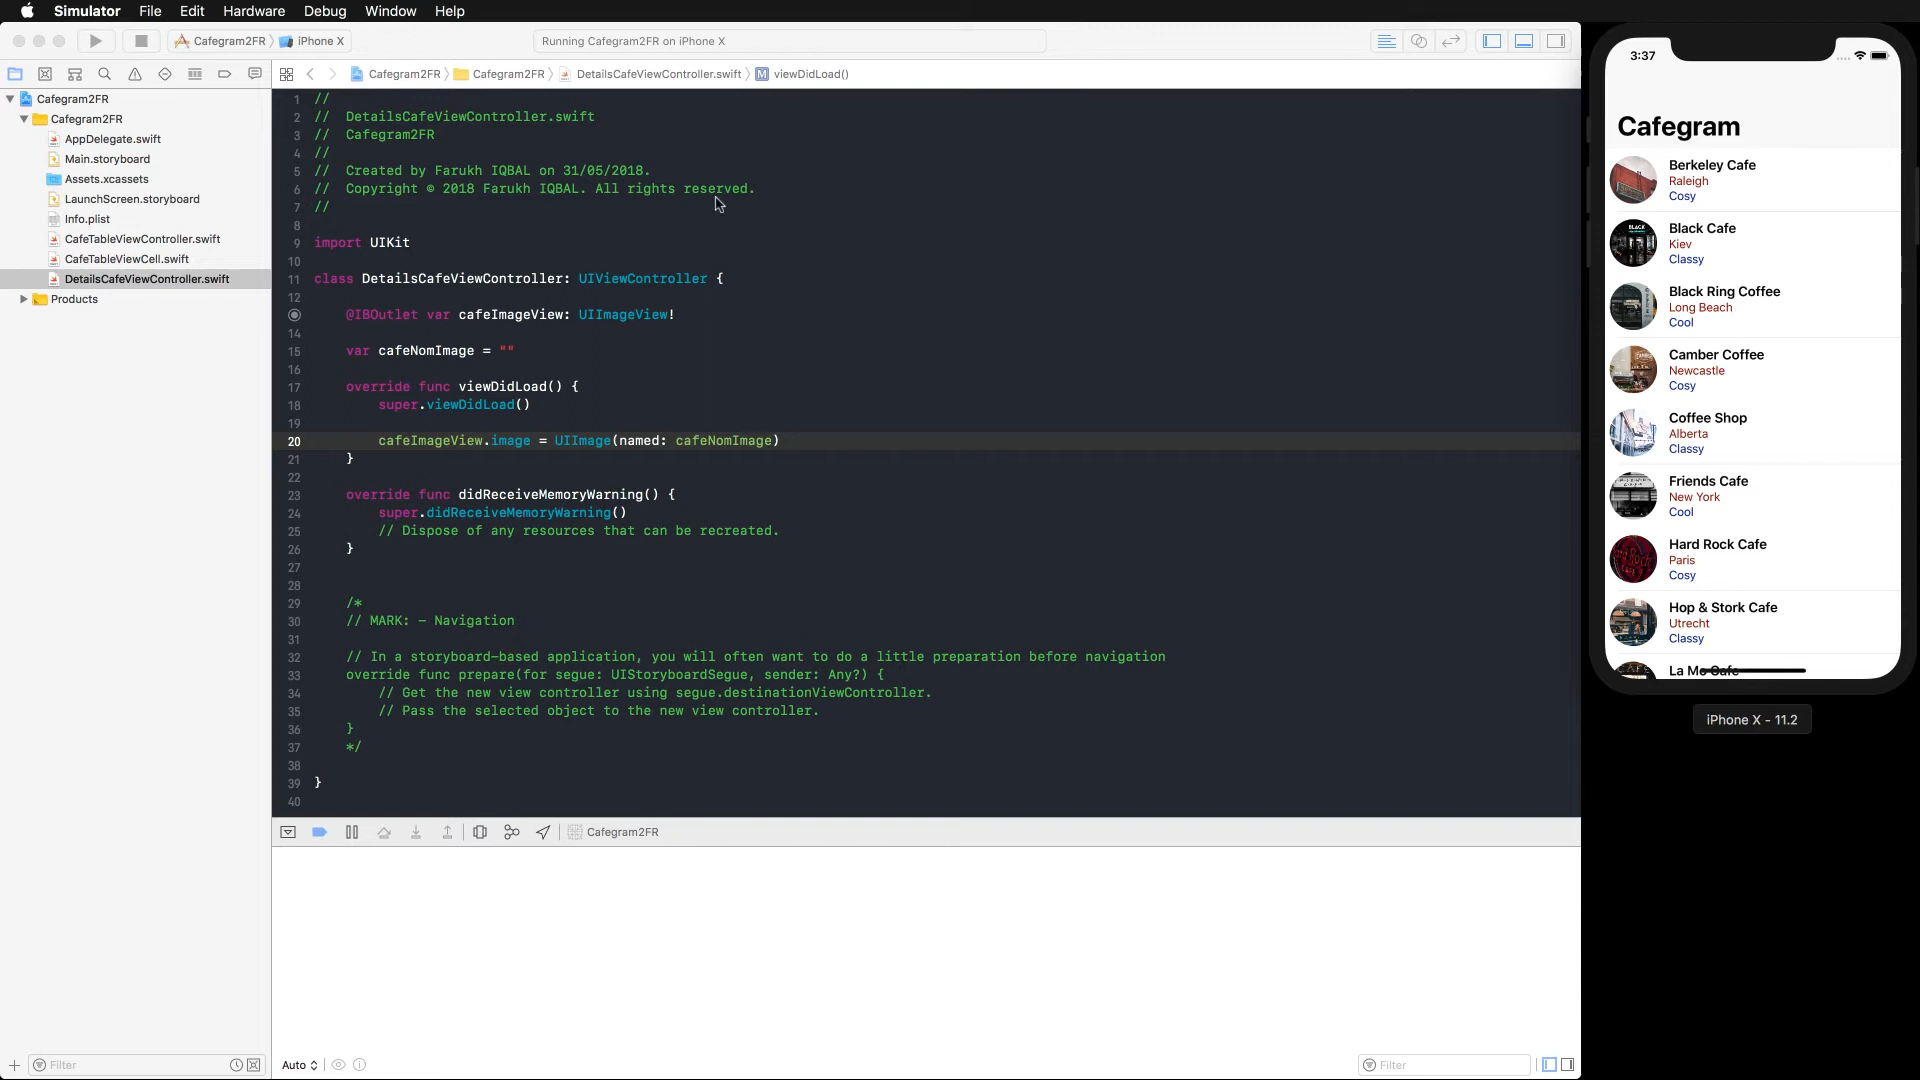 Simulator File Edit Hardware Debug Window Help
Cafegram2FR iPhone X
Running Cafegram2FR on iPhone X
Cafegram2FR Cafegram2FR DetailsCafeViewController.swift M viewDidLoad()
Cafegram2FR
Cafegram2FR
AppDelegate.swift
Main.storyboard
Assets.xcassets
LaunchScreen.storyboard
Info.plist
CafeTableViewController.swift
CafeTableViewCell.swift
DetailsCafeViewController.swift
Products
Filter
1 //
2 // DetailsCafeViewController.swift
3 // Cafegram2FR
4 //
5 // Created by Farukh IQBAL on 31/05/2018.
6 // Copyright © 2018 Farukh IQBAL. All rights reserved.
7 //
8
9 import UIKit
10
11 class DetailsCafeViewController: UIViewController {
12
@IBOutlet var cafeImageView: UIImageView!
14
15 var cafeNomImage = ""
16
17 override func viewDidLoad() {
18 super.viewDidLoad()
19
20 cafeImageView.image = UIImage(named: cafeNomImage)
21 }
22
23 override func didReceiveMemoryWarning() {
24 super.didReceiveMemoryWarning()
25 // Dispose of any resources that can be recreated.
26 }
27
28
29 /*
30 // MARK: - Navigation
31
32 // In a storyboard-based application, you will often want to do a little preparation before navigation
33 override func prepare(for segue: UIStoryboardSegue, sender: Any?) {
34 // Get the new view controller using segue.destinationViewController.
35 // Pass the selected object to the new view controller.
36 }
37 */
38
39 }
40
Cafegram2FR
Auto
Filter
3:37
Cafegram
Berkeley Cafe
Raleigh
Cosy
Black Cafe
Kiev
Classy
Black Ring Coffee
Long Beach
Cool
Camber Coffee
Newcastle
Cosy
Coffee Shop
Alberta
Classy
Friends Cafe
New York
Cool
Hard Rock Cafe
Paris
Cosy
Hop & Stork Cafe
Utrecht
Classy
La Mo Cafe
iPhone X - 11.2